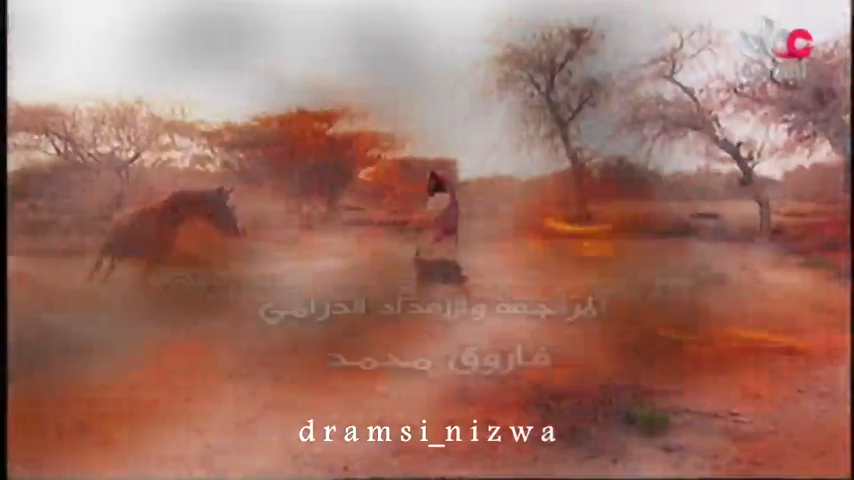 المراجعة والإعداد الدرامي
فاروق محمد
dramsi_nizwa